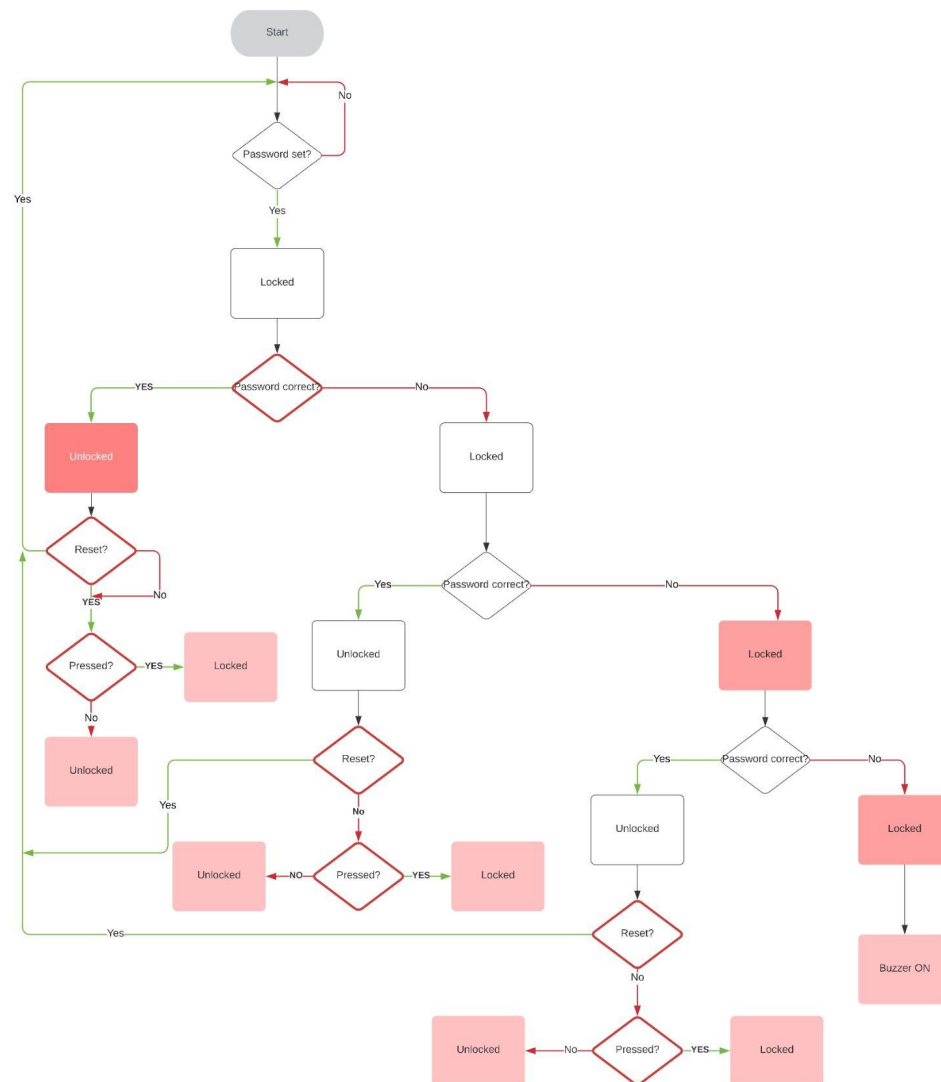 Start
No
Password set?
Yes
Yes
Locked
YES
Password correct?
No
Unlocked
Locked
Reset?
YES
No
Yes
Password correct?
No
Pressed?
YES
Locked
Unlocked
Locked
No
Unlocked
Reset?
Yes
Password correct?
No
Yes
No
Unlocked
Locked
Unlocked
NO
Pressed?
YES
Locked
Yes
Reset?
Buzzer ON
No
Unlocked
No
Pressed?
YES
Locked